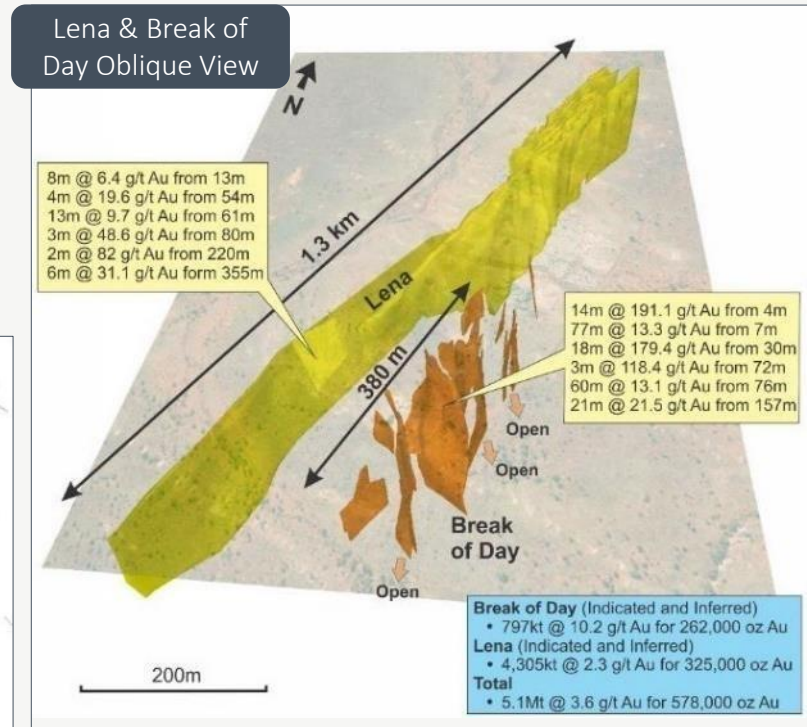 Lena & Break of
Day Oblique View
N
8m @ 6.4 g/t Au from 13m
4m @ 19.6 g/t Au from 54m
13m @ 9.7 g/t Au from 61m
3m @ 48.6 g/t Au from 80m
2m @ 82 g/t Au from 220m
6m @ 31.1 g/t Au form 355m
1.3 km
Lena
380 m
14m @ 191.1 g/t Au from 4m
77m @ 13.3 g/t Au from 7m
18m @ 179.4 g/t Au from 30m
3m @ 118.4 g/t Au from 72m
60m @ 13.1 g/t Au from 76m
21m @ 21.5 g/t Au from 157m
Open
Open
Break
of Day
Open
Break of Day (Indicated and Inferred)
• 797kt @ 10.2 g/t Au for 262,000 oz Au
Lena (Indicated and Inferred)
• 4,305kt @ 2.3 g/t Au for 325,000 oz Au
Total
• 5.1Mt @ 3.6 g/t Au for 578,000 oz Au
200m